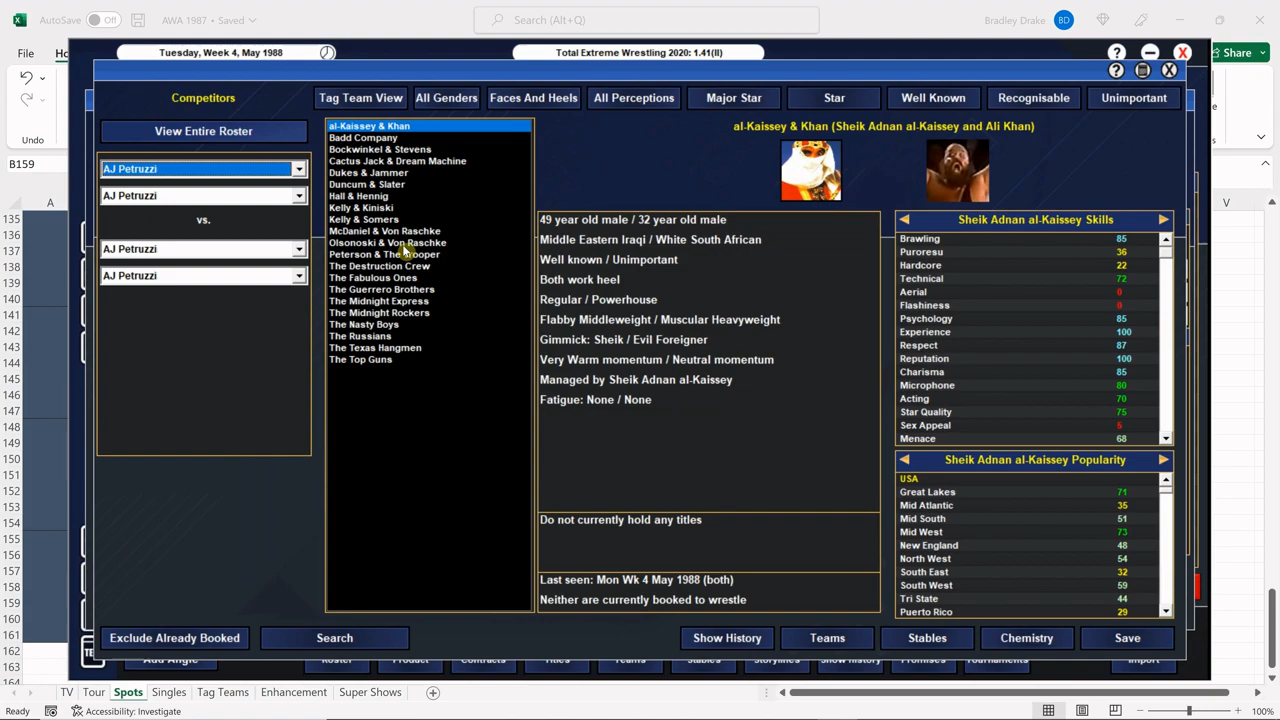 AutoSave Off AWA 1987 • Saved Search (Alt+Q) Bradley Drake BD
File Share
Tuesday, Week 4, May 1988 Total Extreme Wrestling 2020: 1.41(II) ? X
? X
Competitors Tag Team View All Genders Faces And Heels All Perceptions Major Star Star Well Known Recognisable Unimportant
Undo
View Entire Roster
B159
AJ Petruzzi
AJ Petruzzi
vs.
AJ Petruzzi
AJ Petruzzi
al-Kaissey & Khan
Badd Company
Bockwinkel & Stevens
Cactus Jack & Dream Machine
Dukes & Jammer
Duncum & Slater
Hall & Hennig
Kelly & Kiniski
Kelly & Somers
McDaniel & Von Raschke
Olsonoski & Von Raschke
Peterson & The Trooper
The Destruction Crew
The Fabulous Ones
The Guerrero Brothers
The Midnight Express
The Midnight Rockers
The Nasty Boys
The Russians
The Texas Hangmen
The Top Guns
al-Kaissey & Khan (Sheik Adnan al-Kaissey and Ali Khan)
49 year old male / 32 year old male
Middle Eastern Iraqi / White South African
Well known / Unimportant
Both work heel
Regular / Powerhouse
Flabby Middleweight / Muscular Heavyweight
Gimmick: Sheik / Evil Foreigner
Very Warm momentum / Neutral momentum
Managed by Sheik Adnan al-Kaissey
Fatigue: None / None
Do not currently hold any titles
Last seen: Mon Wk 4 May 1988 (both)
Neither are currently booked to wrestle
Sheik Adnan al-Kaissey Skills
Brawling 85
Puroresu 36
Hardcore 22
Technical 72
Aerial 0
Flashiness 0
Psychology 85
Experience 100
Respect 87
Reputation 100
Charisma 85
Microphone 80
Acting 70
Star Quality 75
Sex Appeal 5
Menace 68
Sheik Adnan al-Kaissey Popularity
USA
Great Lakes 71
Mid Atlantic 35
Mid South 51
Mid West 73
New England 48
North West 54
South East 32
South West 59
Tri State 44
Puerto Rico 29
A V
135
136
137
138
139
140
141
142
143
144
145
146
147
148
149
150
151
152
153
154
155
156
157
158
159
160
161
162
163
Exclude Already Booked Search Show History Teams Stables Chemistry Save
Add Angle Roster Product Contracts Titles Teams Stables Storylines Show History Promises Tournaments Import
TV Tour Spots Singles Tag Teams Enhancement Super Shows
Ready Accessibility: Investigate 100%